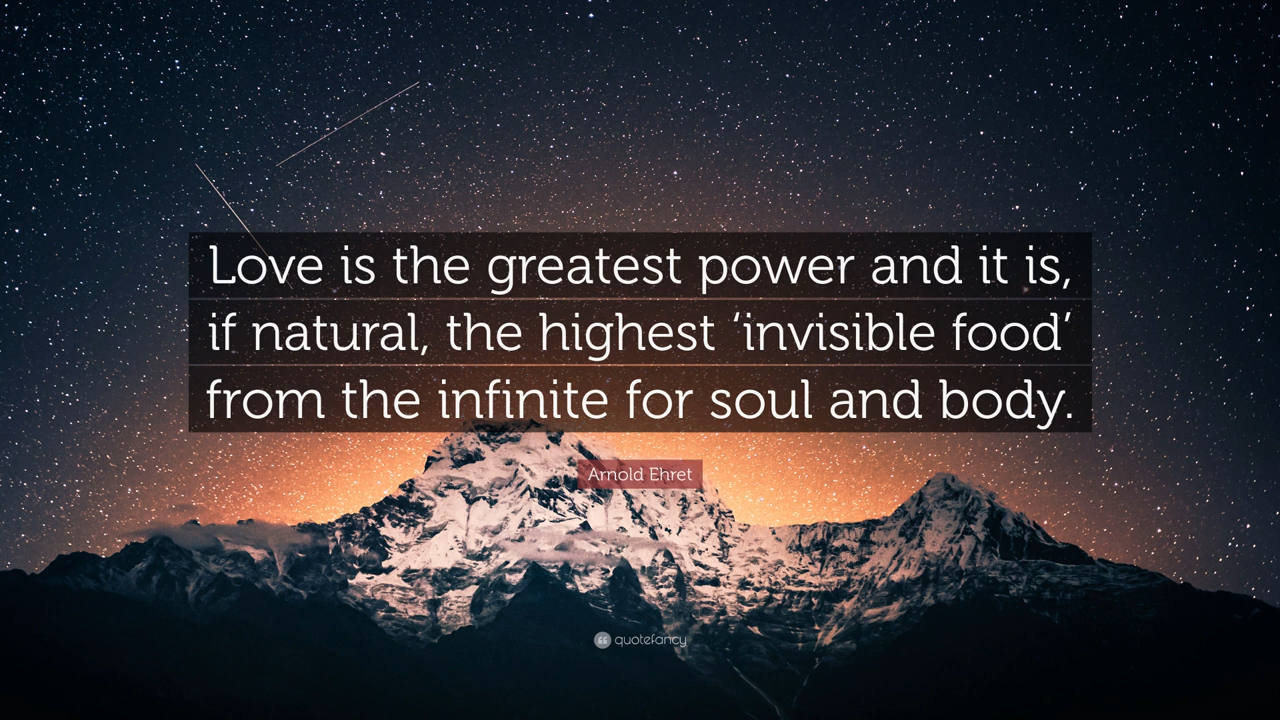 Love is the greatest power and it is,
if natural, the highest ‘invisible food’
from the infinite for soul and body.
Arnold Ehret
quotefancy